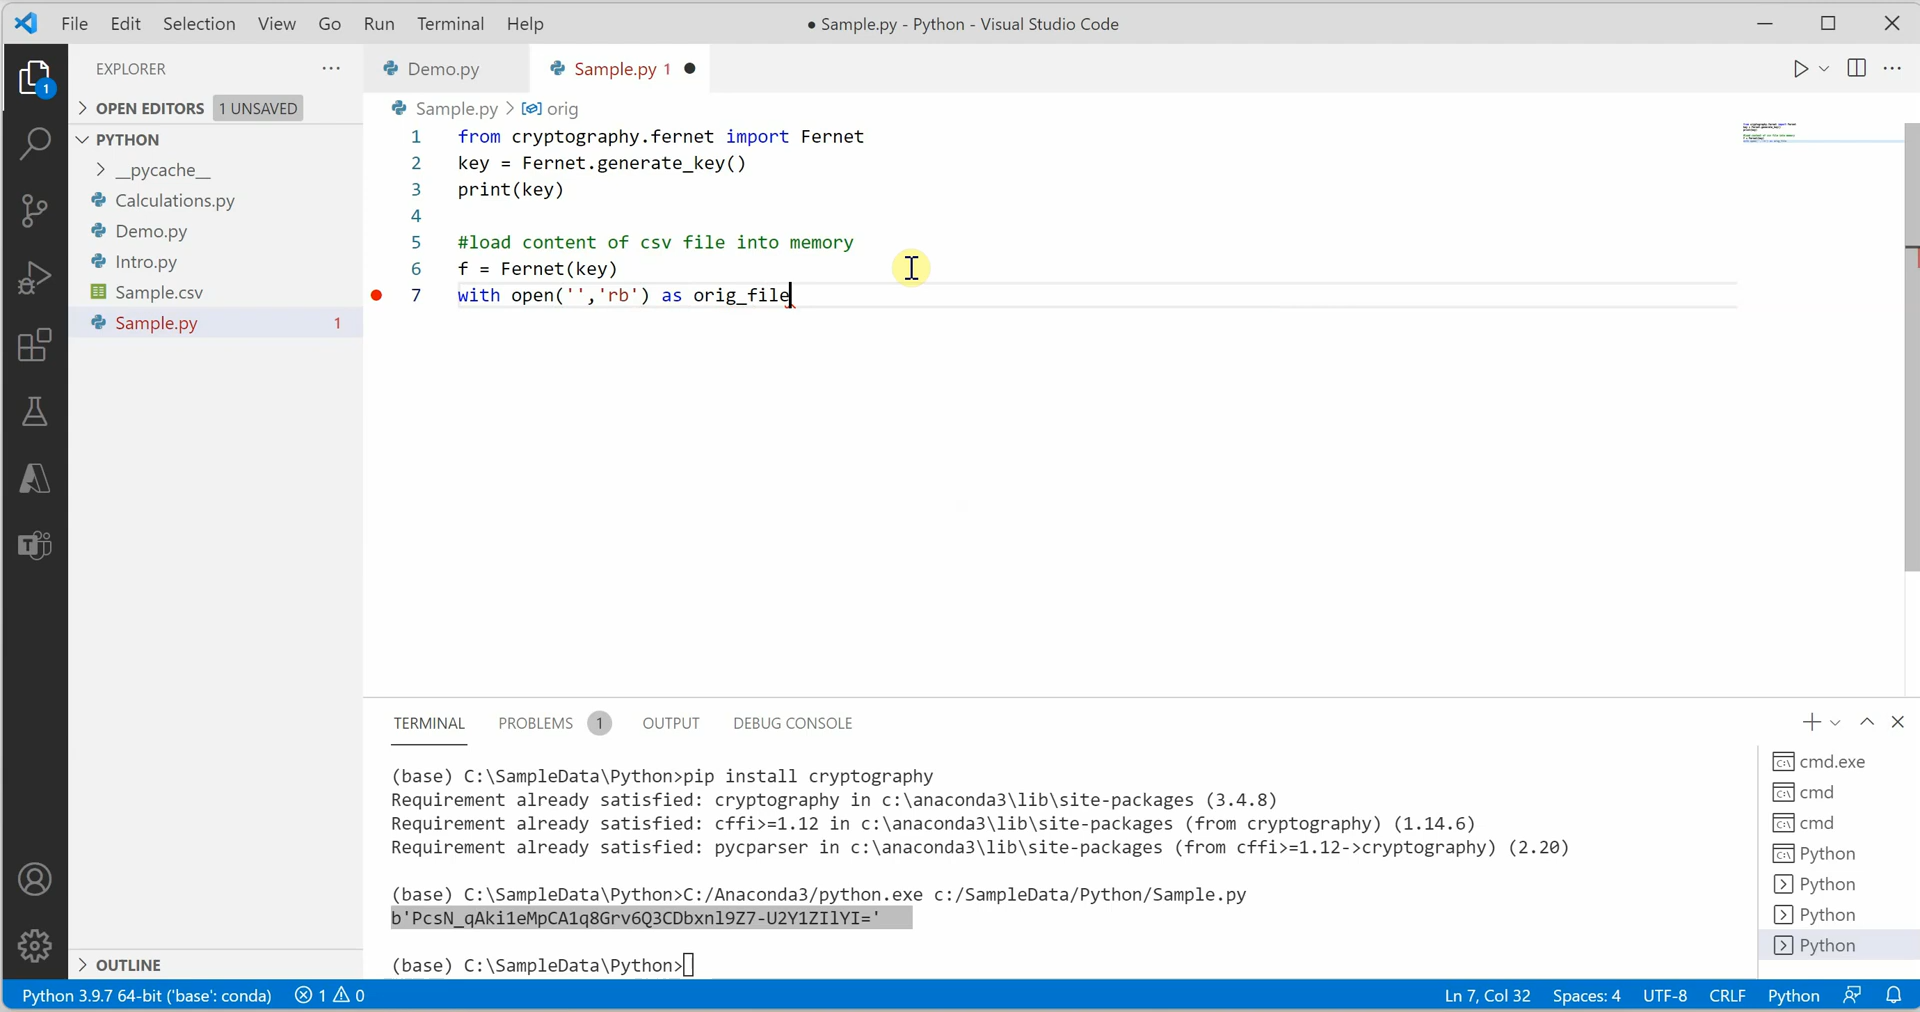 File Edit Selection View Go Run Terminal Help
● Sample.py - Python - Visual Studio Code
EXPLORER ...
Demo.py
Sample.py 1 ●
1
OPEN EDITORS 1 UNSAVED
Sample.py > orig
PYTHON
__pycache__
Calculations.py
Demo.py
Intro.py
Sample.csv
Sample.py 1
OUTLINE
1 from cryptography.fernet import Fernet
2 key = Fernet.generate_key()
3 print(key)
4
5 #load content of csv file into memory
6 f = Fernet(key)
7 with open('','rb') as orig_file
TERMINAL PROBLEMS 1 OUTPUT DEBUG CONSOLE
(base) C:\SampleData\Python>pip install cryptography
Requirement already satisfied: cryptography in c:\anaconda3\lib\site-packages (3.4.8)
Requirement already satisfied: cffi>=1.12 in c:\anaconda3\lib\site-packages (from cryptography) (1.14.6)
Requirement already satisfied: pycparser in c:\anaconda3\lib\site-packages (from cffi>=1.12->cryptography) (2.20)
(base) C:\SampleData\Python>C:/Anaconda3/python.exe c:/SampleData/Python/Sample.py
b'PcsN_qAki1eMpCA1q8Grv6Q3CDbxnl9Z7-U2Y1ZIlYI='
(base) C:\SampleData\Python>
cmd.exe
cmd
cmd
Python
Python
Python
Python
Python 3.9.7 64-bit ('base': conda) 1 0
Ln 7, Col 32 Spaces: 4 UTF-8 CRLF Python